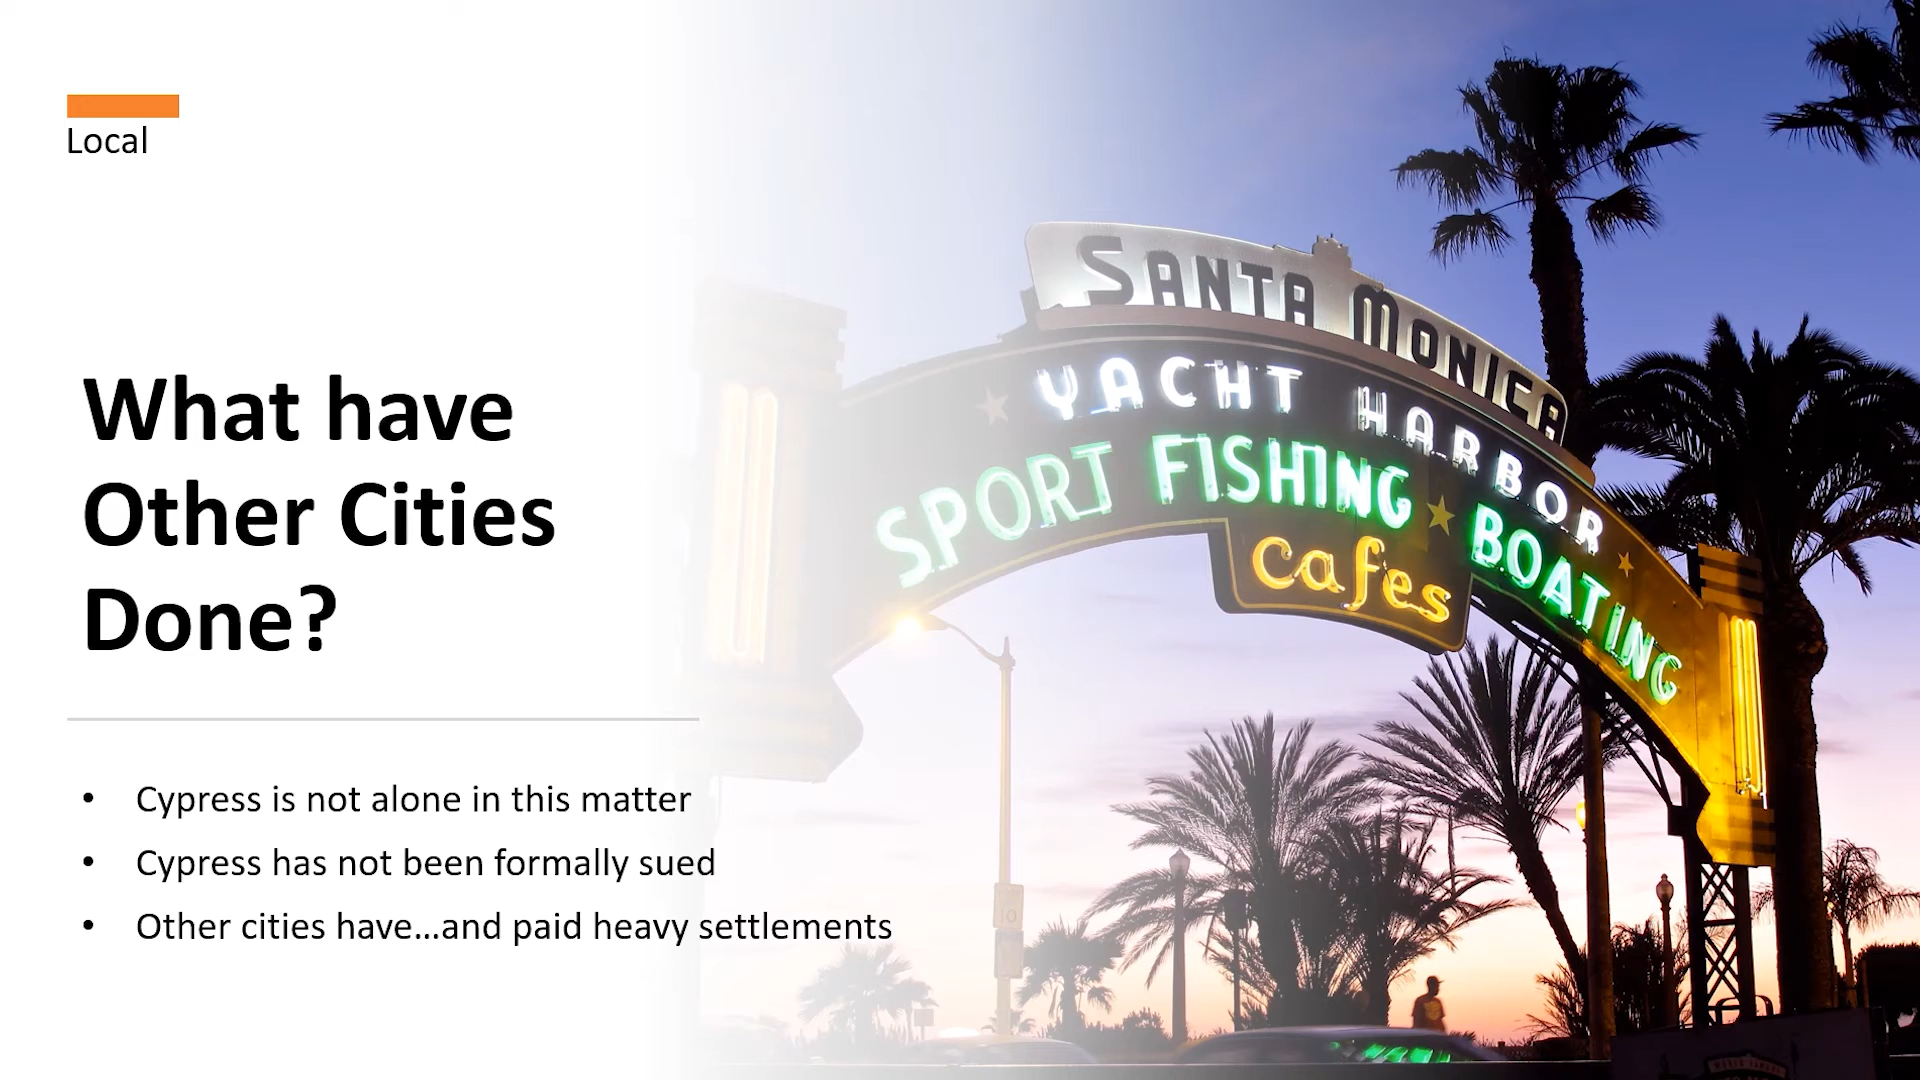 Local
What have
Other Cities
Done?
• Cypress is not alone in this matter
• Cypress has not been formally sued
• Other cities have...and paid heavy settlements
SANTA MONICA
YACHT HARBOR
SPORT FISHING ★ BOATING
cafes
10